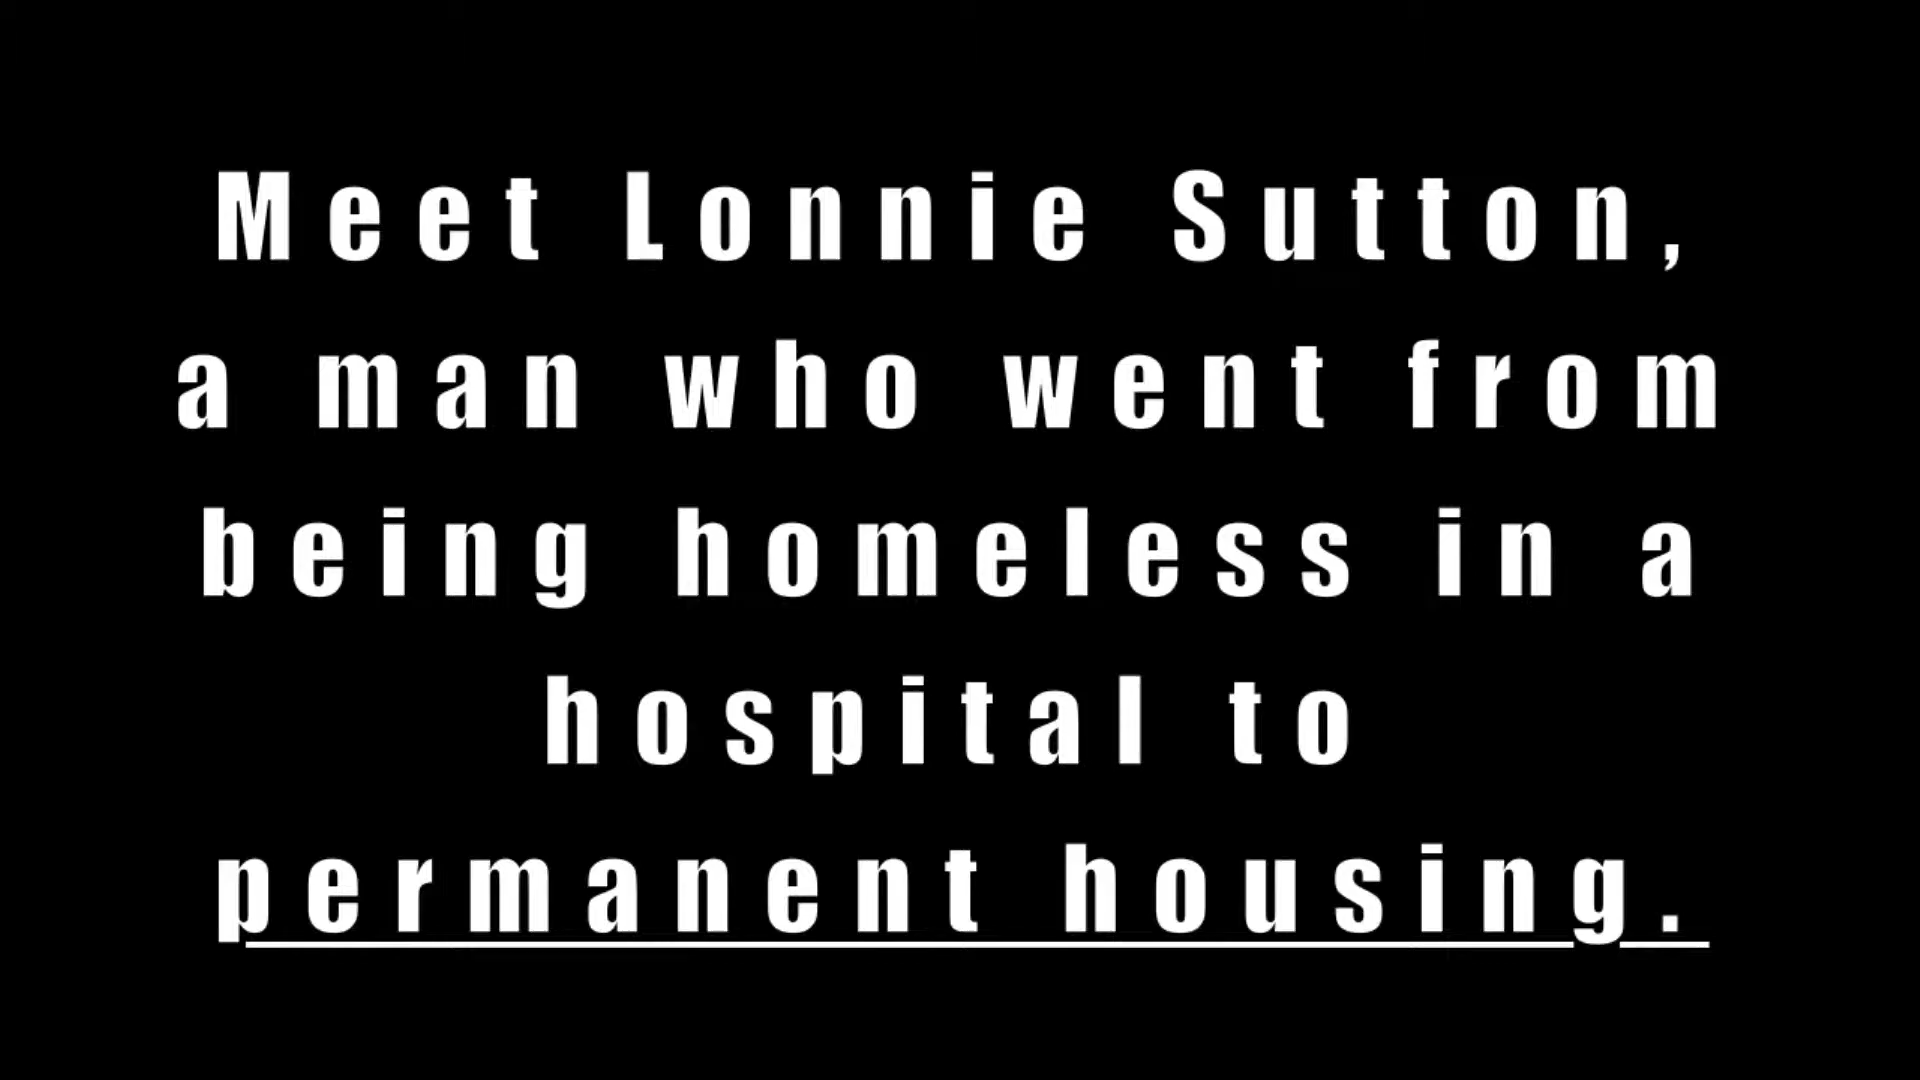 Meet Lonnie Sutton,
a man who went from
being homeless in a
hospital to
permanent housing.